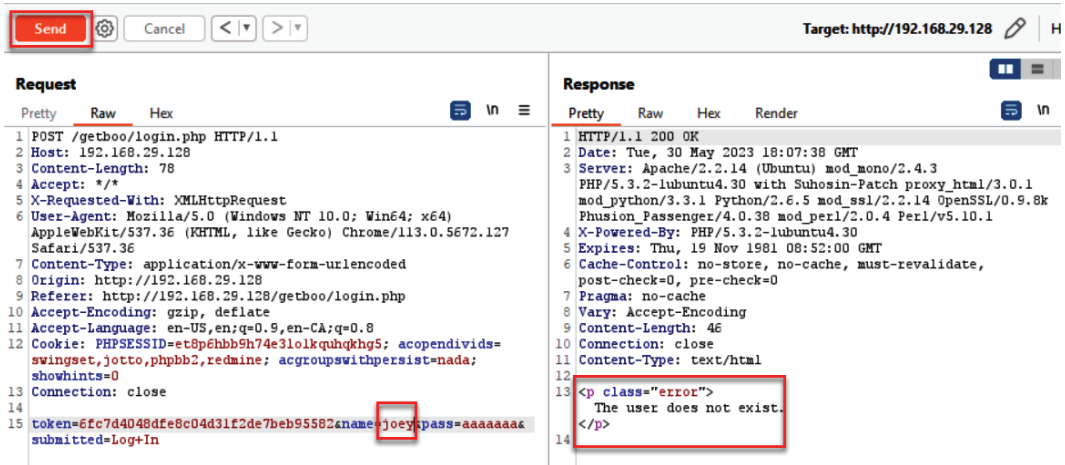 Send Cancel < | ▼ > | ▼ Target: http://192.168.29.128 H
Request
Pretty Raw Hex \n
1 POST /getboo/login.php HTTP/1.1
2 Host: 192.168.29.128
3 Content-Length: 78
4 Accept: */*
5 X-Requested-With: XMLHttpRequest
6 User-Agent: Mozilla/5.0 (Windows NT 10.0; Win64; x64)
AppleWebKit/537.36 (KHTML, like Gecko) Chrome/113.0.5672.127
Safari/537.36
7 Content-Type: application/x-www-form-urlencoded
8 Origin: http://192.168.29.128
9 Referer: http://192.168.29.128/getboo/login.php
10 Accept-Encoding: gzip, deflate
11 Accept-Language: en-US,en;q=0.9,en-CA;q=0.8
12 Cookie: PHPSESSID=et8p6hbb9h74e3lolkquhqkhg5; acopendivids=
swingset,jotto,phpbb2,redmine; acgroupswithpersist=nada;
showhints=0
13 Connection: close
14
15 token=6fc7d4048dfe8c04d31f2de7beb95582&name=joey&pass=aaaaaaa&
submitted=Log+In
Response
Pretty Raw Hex Render \n
1 HTTP/1.1 200 OK
2 Date: Tue, 30 May 2023 18:07:38 GMT
3 Server: Apache/2.2.14 (Ubuntu) mod_mono/2.4.3
PHP/5.3.2-1ubuntu4.30 with Suhosin-Patch proxy_html/3.0.1
mod_python/3.3.1 Python/2.6.5 mod_ssl/2.2.14 OpenSSL/0.9.8k
Phusion_Passenger/4.0.38 mod_perl/2.0.4 Perl/v5.10.1
4 X-Powered-By: PHP/5.3.2-1ubuntu4.30
5 Expires: Thu, 19 Nov 1981 08:52:00 GMT
6 Cache-Control: no-store, no-cache, must-revalidate,
post-check=0, pre-check=0
7 Pragma: no-cache
8 Vary: Accept-Encoding
9 Content-Length: 46
10 Connection: close
11 Content-Type: text/html
12
13 <p class="error">
The user does not exist.
</p>
14